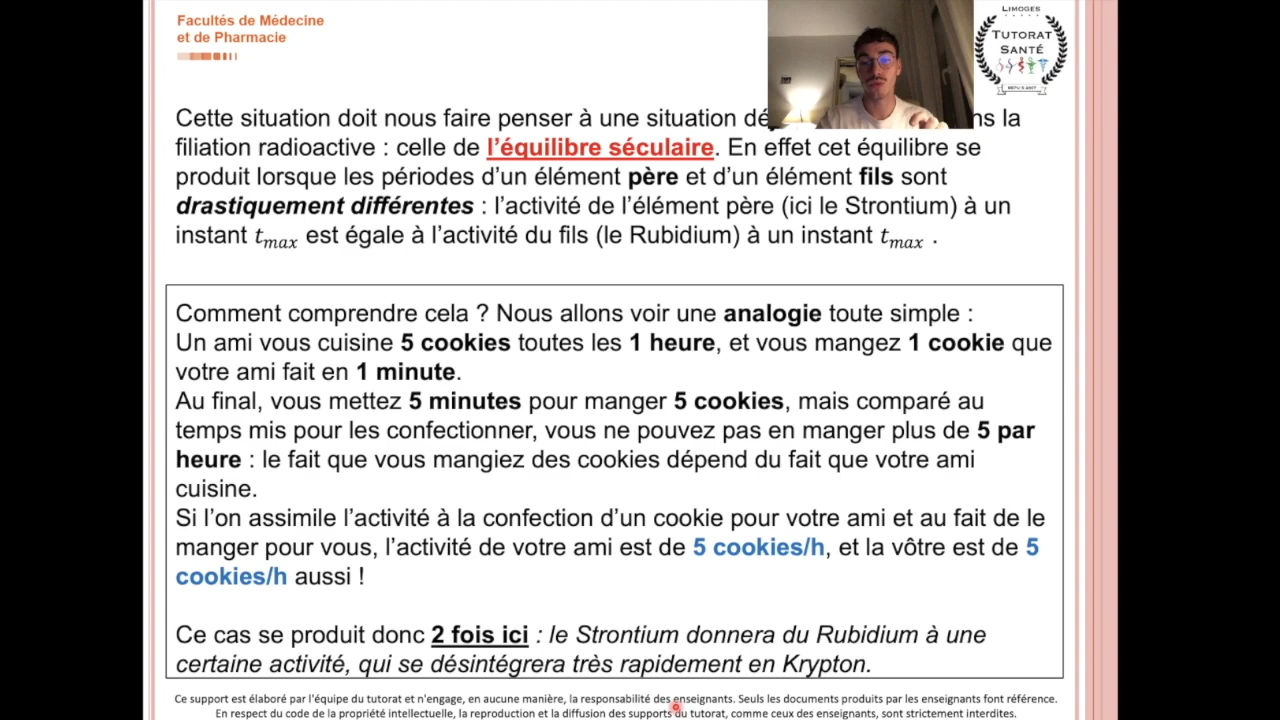 Facultés de Médecine
et de Pharmacie
LIMOGES
TUTORAT
SANTÉ
DEPUIS 2007
Cette situation doit nous faire penser à une situation la
filiation radioactive : celle de l’équilibre séculaire. En effet cet équilibre se
produit lorsque les périodes d’un élément père et d’un élément fils sont
drastiquement différentes : l’activité de l’élément père (ici le Strontium) à un
instant tmax est égale à l’activité du fils (le Rubidium) à un instant tmax .
Comment comprendre cela ? Nous allons voir une analogie toute simple :
Un ami vous cuisine 5 cookies toutes les 1 heure, et vous mangez 1 cookie que
votre ami fait en 1 minute.
Au final, vous mettez 5 minutes pour manger 5 cookies, mais comparé au
temps mis pour les confectionner, vous ne pouvez pas en manger plus de 5 par
heure : le fait que vous mangiez des cookies dépend du fait que votre ami
cuisine.
Si l’on assimile l’activité à la confection d’un cookie pour votre ami et au fait de le
manger pour vous, l’activité de votre ami est de 5 cookies/h, et la vôtre est de 5
cookies/h aussi !
Ce cas se produit donc 2 fois ici : le Strontium donnera du Rubidium à une
certaine activité, qui se désintégrera très rapidement en Krypton.
Ce support est élaboré par l'équipe du tutorat et n'engage, en aucune manière, la responsabilité des enseignants. Seuls les documents produits par les enseignants font référence.
En respect du code de la propriété intellectuelle, la reproduction et la diffusion des supports du tutorat, comme ceux des enseignants, sont strictement interdites.